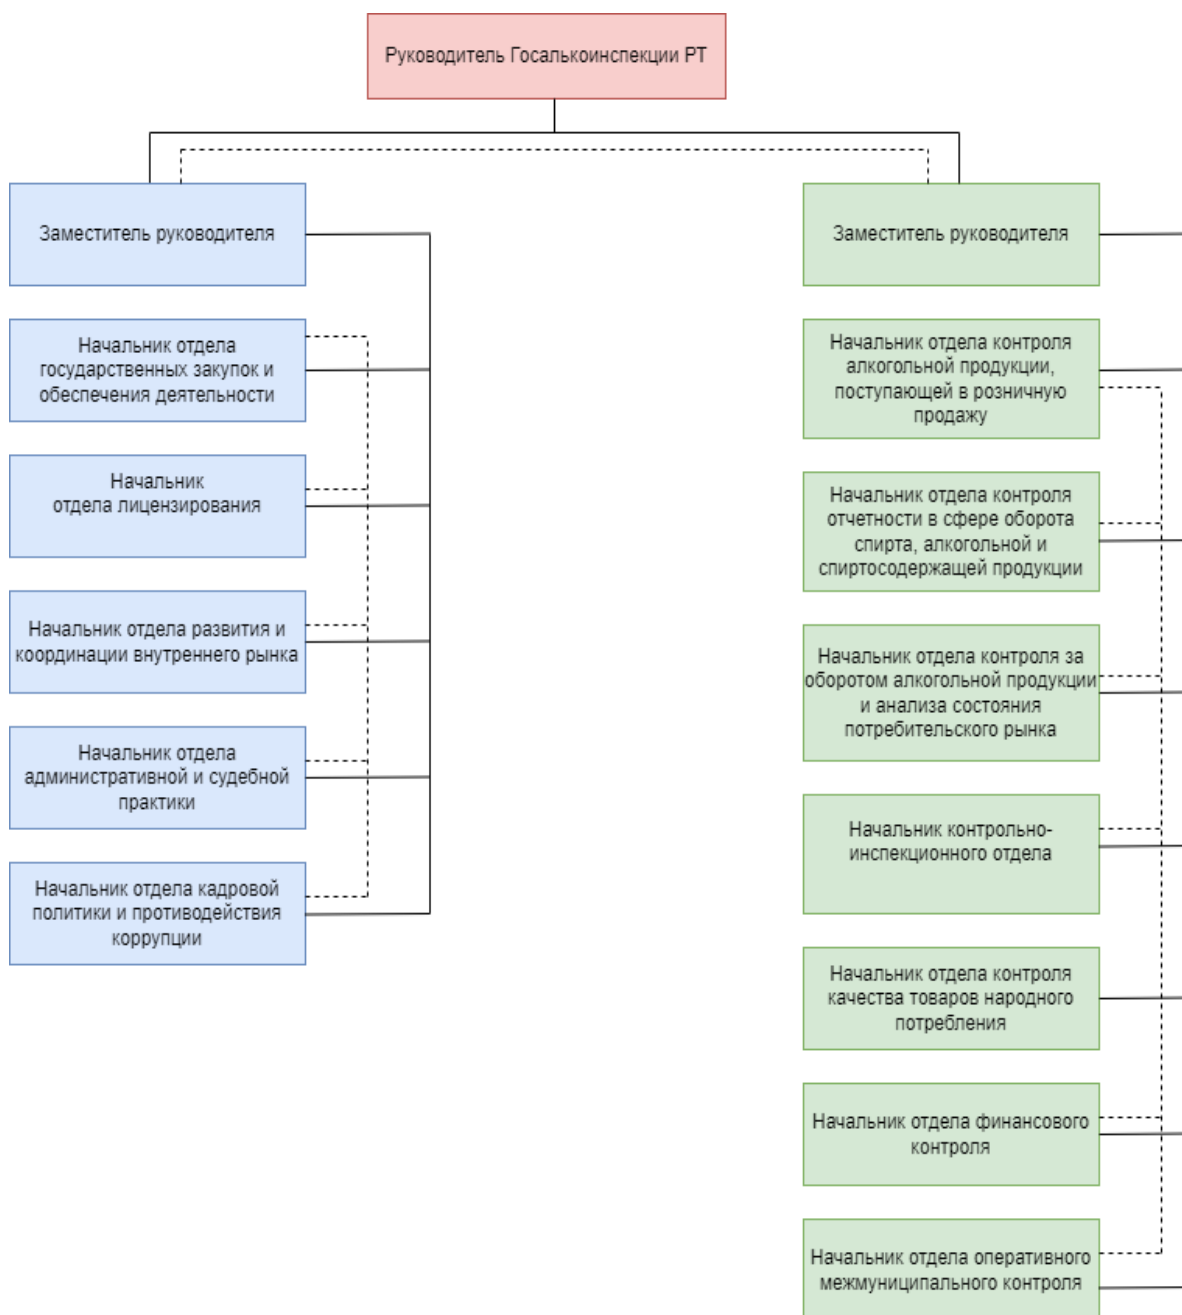 Руководитель Госалькоинспекции РТ
Заместитель руководителя
Начальник отдела
государственных закупок и
обеспечения деятельности
Начальник
отдела лицензирования
Начальник отдела развития и
координации внутреннего рынка
Начальник отдела
административной и судебной
практики
Начальник отдела кадровой
политики и противодействия
коррупции
Заместитель руководителя
Начальник отдела контроля
алкогольной продукции,
поступающей в розничную
продажу
Начальник отдела контроля
отчетности в сфере оборота
спирта, алкогольной и
спиртосодержащей продукции
Начальник отдела контроля за
оборотом алкогольной продукции
и анализа состояния
потребительского рынка
Начальник контрольно-
инспекционного отдела
Начальник отдела контроля
качества товаров народного
потребления
Начальник отдела финансового
контроля
Начальник отдела оперативного
межмуниципального контроля